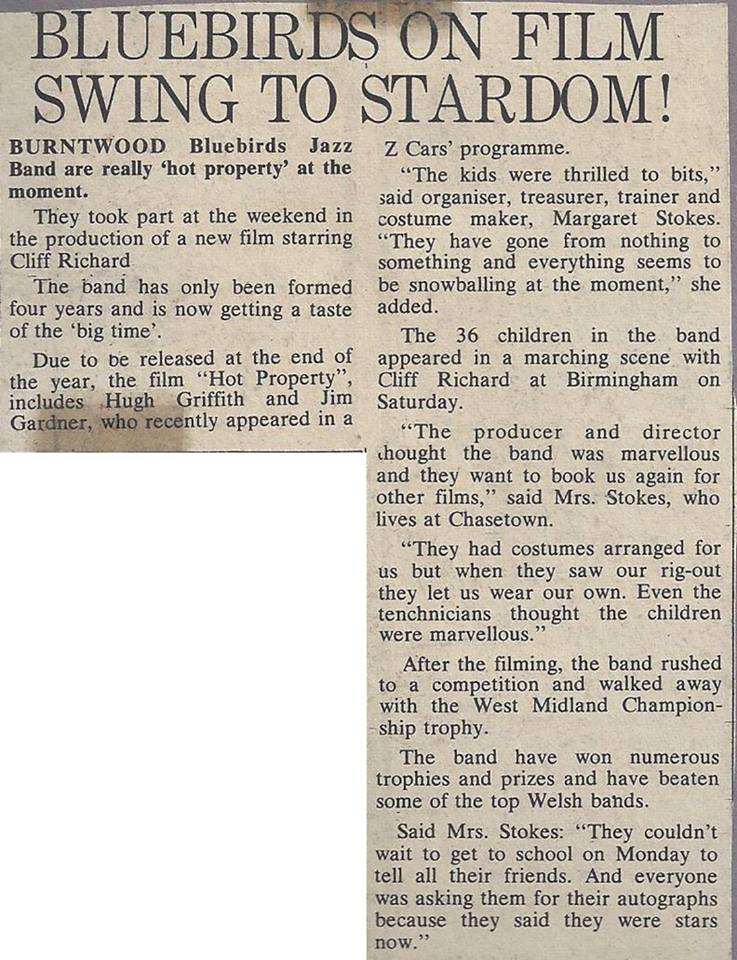 BLUEBIRDS ON FILM
SWING TO STARDOM!
BURNTWOOD Bluebirds Jazz
Band are really 'hot property' at the
moment.
They took part at the weekend in
the production of a new film starring
Cliff Richard
The band has only been formed
four years and is now getting a taste
of the 'big time'.
Due to be released at the end of
the year, the film "Hot Property",
includes Hugh Griffith and Jim
Gardner, who recently appeared in a
Z Cars' programme.
"The kids were thrilled to bits,"
said organiser, treasurer, trainer and
costume maker, Margaret Stokes.
"They have gone from nothing to
something and everything seems to
be snowballing at the moment," she
added.
The 36 children in the band
appeared in a marching scene with
Cliff Richard at Birmingham on
Saturday.
"The producer and director
thought the band was marvellous
and they want to book us again for
other films," said Mrs. Stokes, who
lives at Chasetown.
"They had costumes arranged for
us but when they saw our rig-out
they let us wear our own. Even the
tenchnicians thought the children
were marvellous."
After the filming, the band rushed
to a competition and walked away
with the West Midland Champion-
ship trophy.
The band have won numerous
trophies and prizes and have beaten
some of the top Welsh bands.
Said Mrs. Stokes: "They couldn't
wait to get to school on Monday to
tell all their friends. And everyone
was asking them for their autographs
because they said they were stars
now."